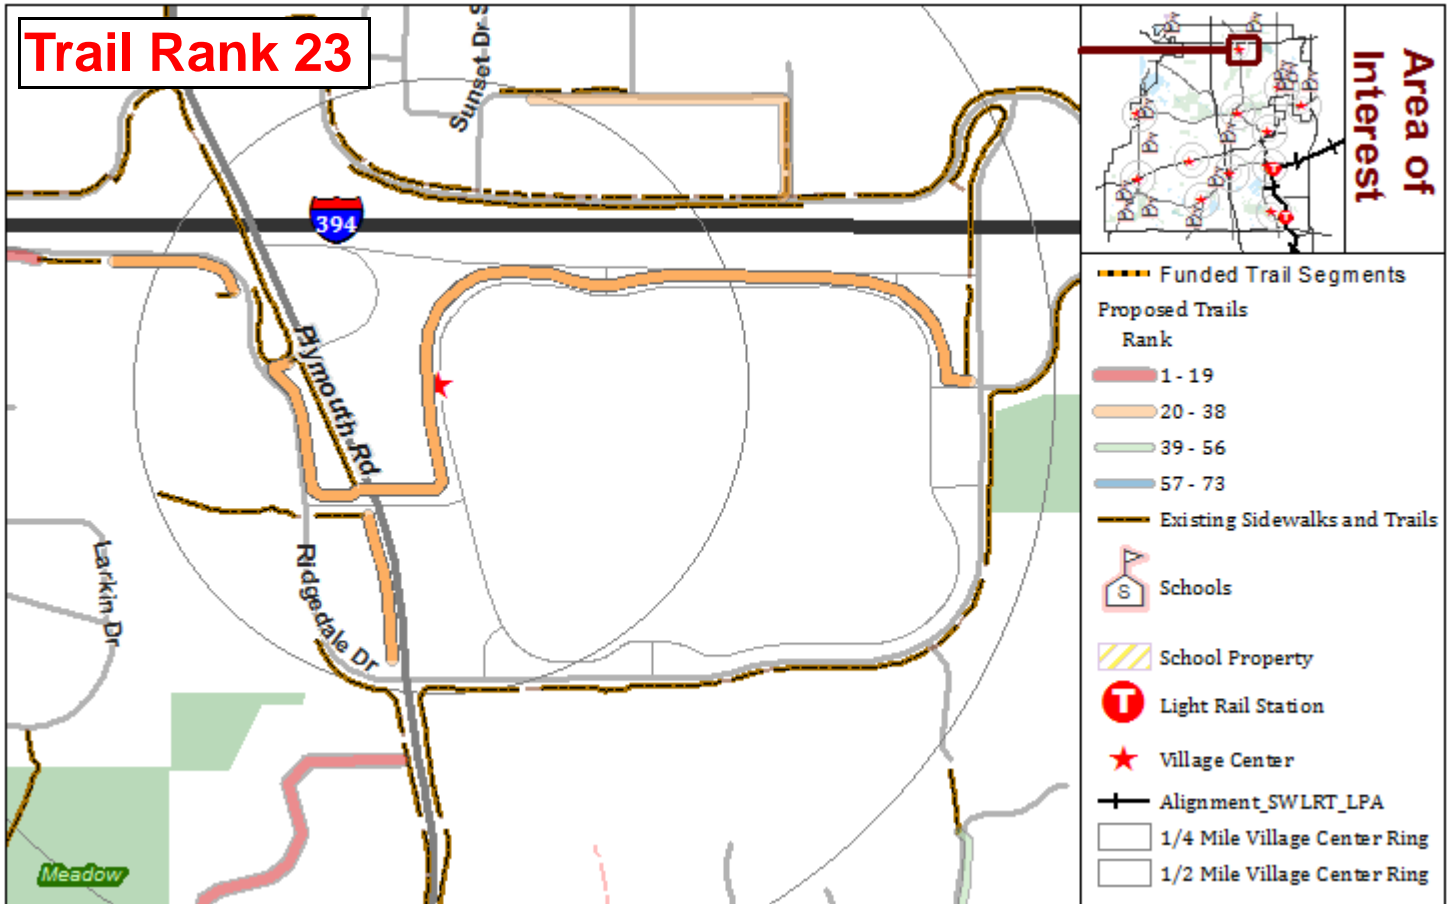 Trail Rank 23
Sunset Dr S
394
Plymouth Rd
Ridgedale Dr
Larkin Dr
Meadow
Area of
Interest
T
T
Funded Trail Segments
Proposed Trails
Rank
1 - 19
20 - 38
39 - 56
57 - 73
Existing Sidewalks and Trails
S
Schools
School Property
T
Light Rail Station
Village Center
Alignment_SWLRT_LPA
1/4 Mile Village Center Ring
1/2 Mile Village Center Ring